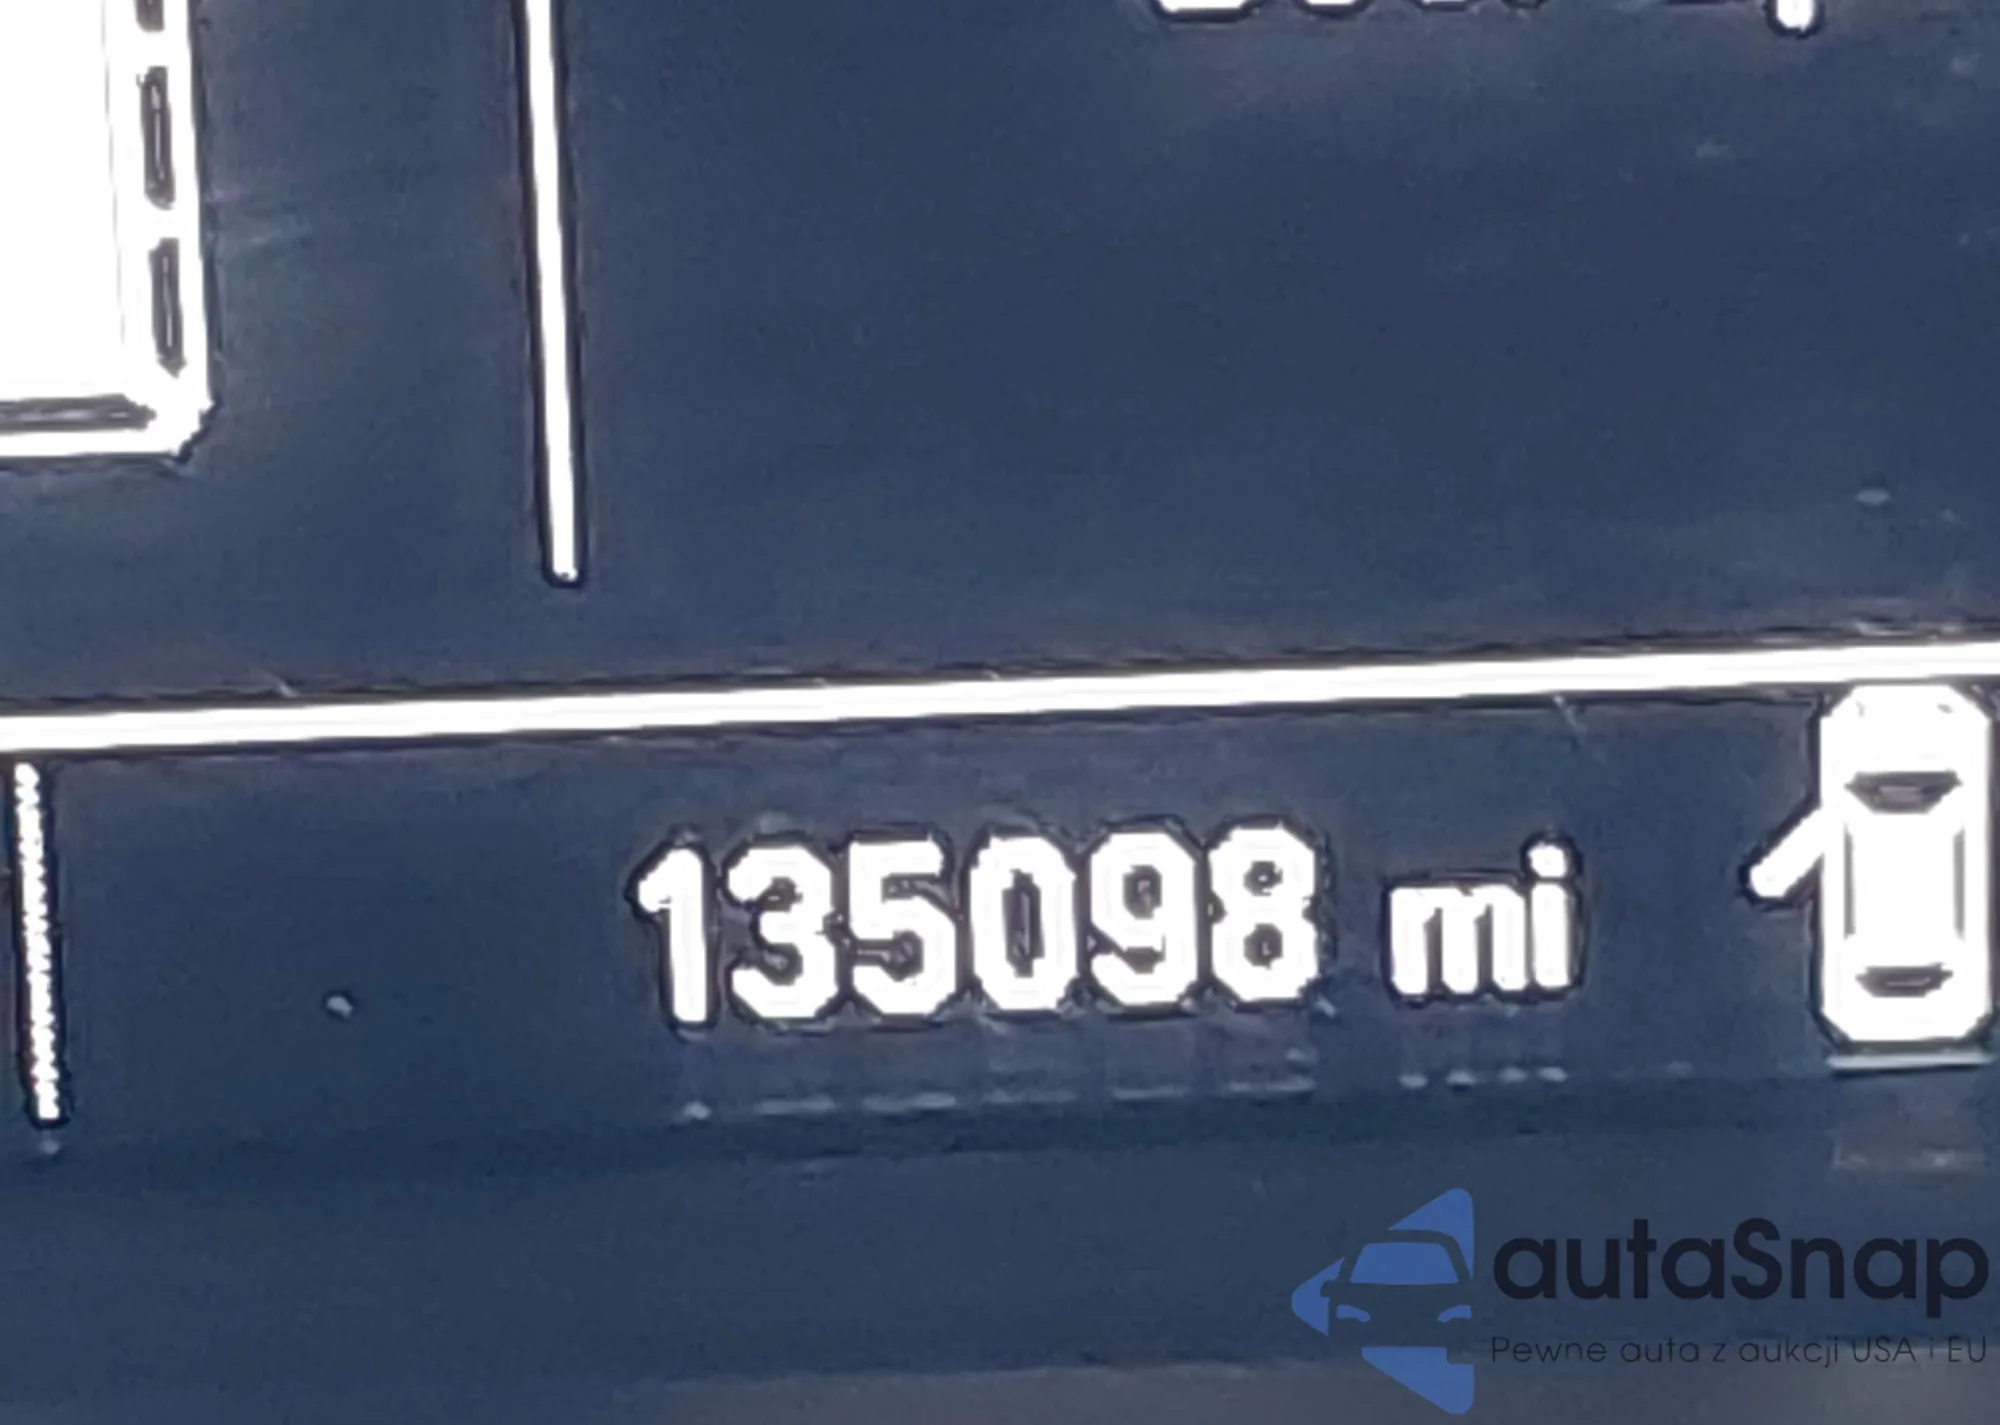 135098 mi
autaSnap
Pewne auta z aukcji USA i EU